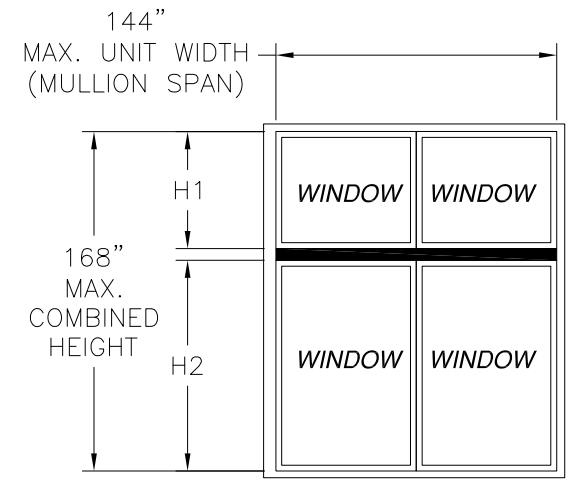 144”
MAX. UNIT WIDTH
(MULLION SPAN)
H1
WINDOW WINDOW
168”
MAX.
COMBINED
HEIGHT
H2
WINDOW WINDOW